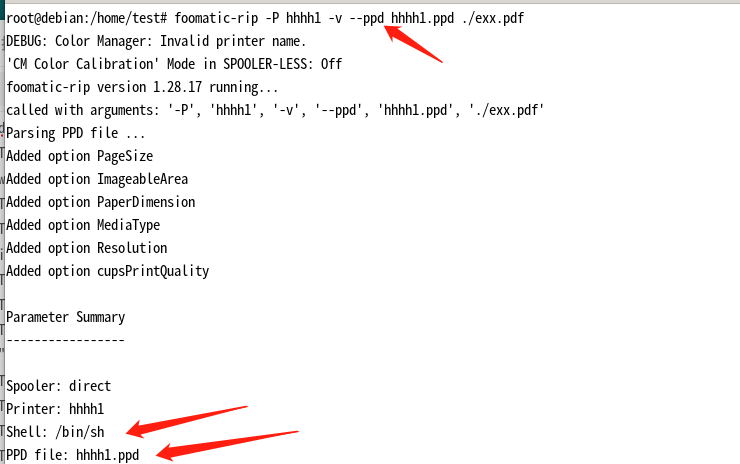 root@debian:/home/test# foomatic-rip -P hhhh1 -v --ppd hhhh1.ppd ./exx.pdf
DEBUG: Color Manager: Invalid printer name.
'CM Color Calibration' Mode in SPOOLER-LESS: Off
foomatic-rip version 1.28.17 running...
called with arguments: '-P', 'hhhh1', '-v', '--ppd', 'hhhh1.ppd', './exx.pdf'
Parsing PPD file ...
Added option PageSize
Added option ImageableArea
Added option PaperDimension
Added option MediaType
Added option Resolution
Added option cupsPrintQuality
Parameter Summary
-----------------
Spooler: direct
Printer: hhhh1
Shell: /bin/sh
PPD file: hhhh1.ppd